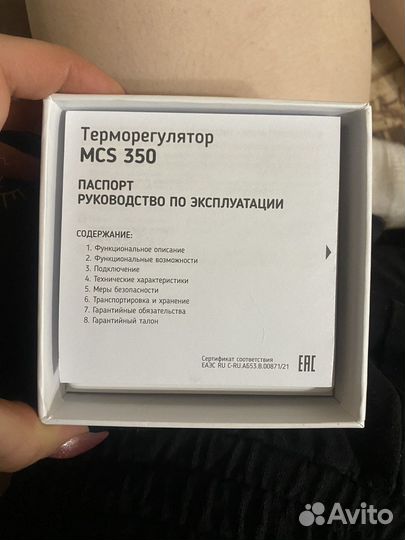 Терморегулятор
MCS 350
ПАСПОРТ
РУКОВОДСТВО ПО ЭКСПЛУАТАЦИИ
СОДЕРЖАНИЕ:
1. Функциональное описание
2. Функциональные возможности
3. Подключение
4. Технические характеристики
5. Меры безопасности
6. Транспортировка и хранение
7. Гарантийные обязательства
8. Гарантийный талон
Сертификат соответствия
ЕАЭС RU C-RU.АБ53.В.00871/21
EAC
Avito